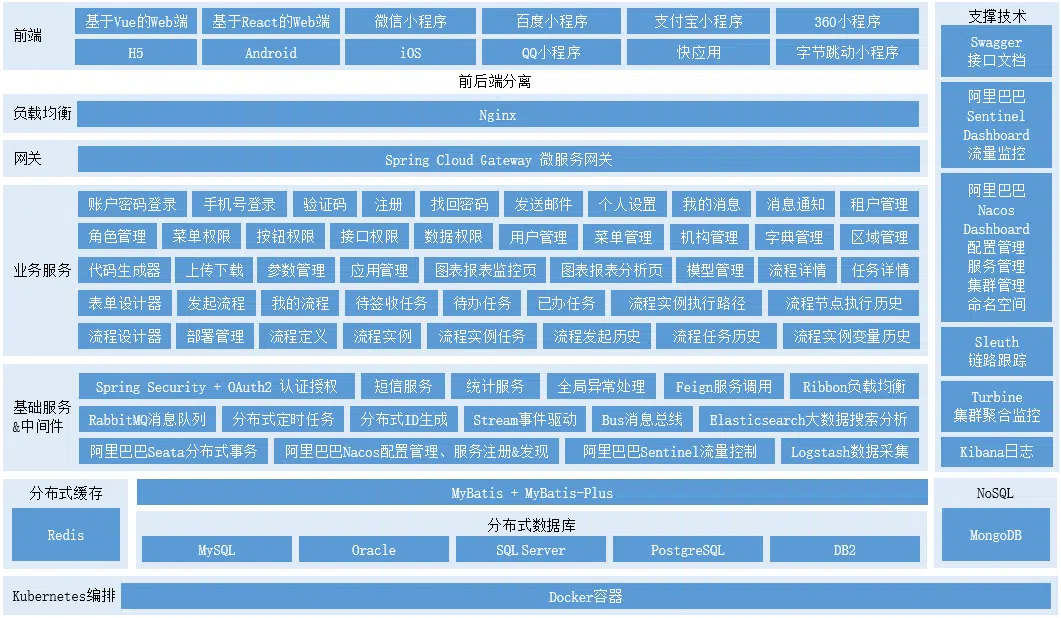 前端
基于Vue的Web端 基于React的Web端 微信小程序 百度小程序 支付宝小程序 360小程序
H5 Android iOS QQ小程序 快应用 字节跳动小程序
前后端分离
负载均衡 Nginx
网关 Spring Cloud Gateway 微服务网关
业务服务
账户密码登录 手机号登录 验证码 注册 找回密码 发送邮件 个人设置 我的消息 消息通知 租户管理
角色管理 菜单权限 按钮权限 接口权限 数据权限 用户管理 菜单管理 机构管理 字典管理 区域管理
代码生成器 上传下载 参数管理 应用管理 图表报表监控页 图表报表分析页 模型管理 流程详情 任务详情
表单设计器 发起流程 我的流程 待签收任务 待办任务 已办任务 流程实例执行路径 流程节点执行历史
流程设计器 部署管理 流程定义 流程实例 流程实例任务 流程发起历史 流程任务历史 流程实例变量历史
基础服务
&中间件
Spring Security + OAuth2 认证授权 短信服务 统计服务 全局异常处理 Feign服务调用 Ribbon负载均衡
RabbitMQ消息队列 分布式定时任务 分布式ID生成 Stream事件驱动 Bus消息总线 Elasticsearch大数据搜索分析
阿里巴巴Seata分布式事务 阿里巴巴Nacos配置管理、服务注册&发现 阿里巴巴Sentinel流量控制 Logstash数据采集
支撑技术
Swagger
接口文档
阿里巴巴
Sentinel
Dashboard
流量监控
阿里巴巴
Nacos
Dashboard
配置管理
服务管理
集群管理
命名空间
Sleuth
链路跟踪
Turbine
集群聚合监控
Kibana日志
分布式缓存
Redis
MyBatis + MyBatis-Plus
分布式数据库
MySQL Oracle SQL Server PostgreSQL DB2
NoSQL
MongoDB
Kubernetes编排 Docker容器